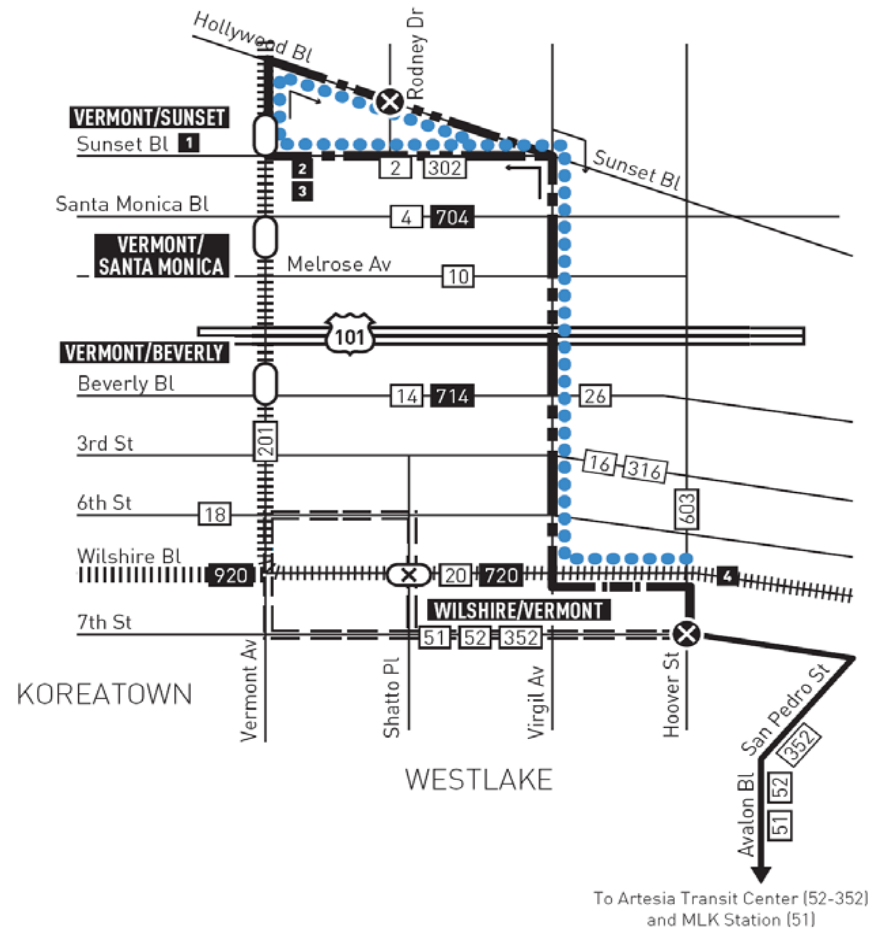 Hollywood Bl
Rodney Dr
VERMONT/SUNSET
Sunset Bl 1
2
3
2 302
Sunset Bl
Santa Monica Bl
4 704
VERMONT/
SANTA MONICA
Melrose Av
10
101
VERMONT/BEVERLY
Beverly Bl
14 714
26
3rd St
201
16 316
6th St
18
603
Wilshire Bl
920
20 720
4
WILSHIRE/VERMONT
7th St
51 52 352
Vermont Av
Shatto Pl
Virgil Av
Hoover St
KOREATOWN
WESTLAKE
San Pedro St
352
Avalon Bl
51 52
To Artesia Transit Center (52-352)
and MLK Station (51)